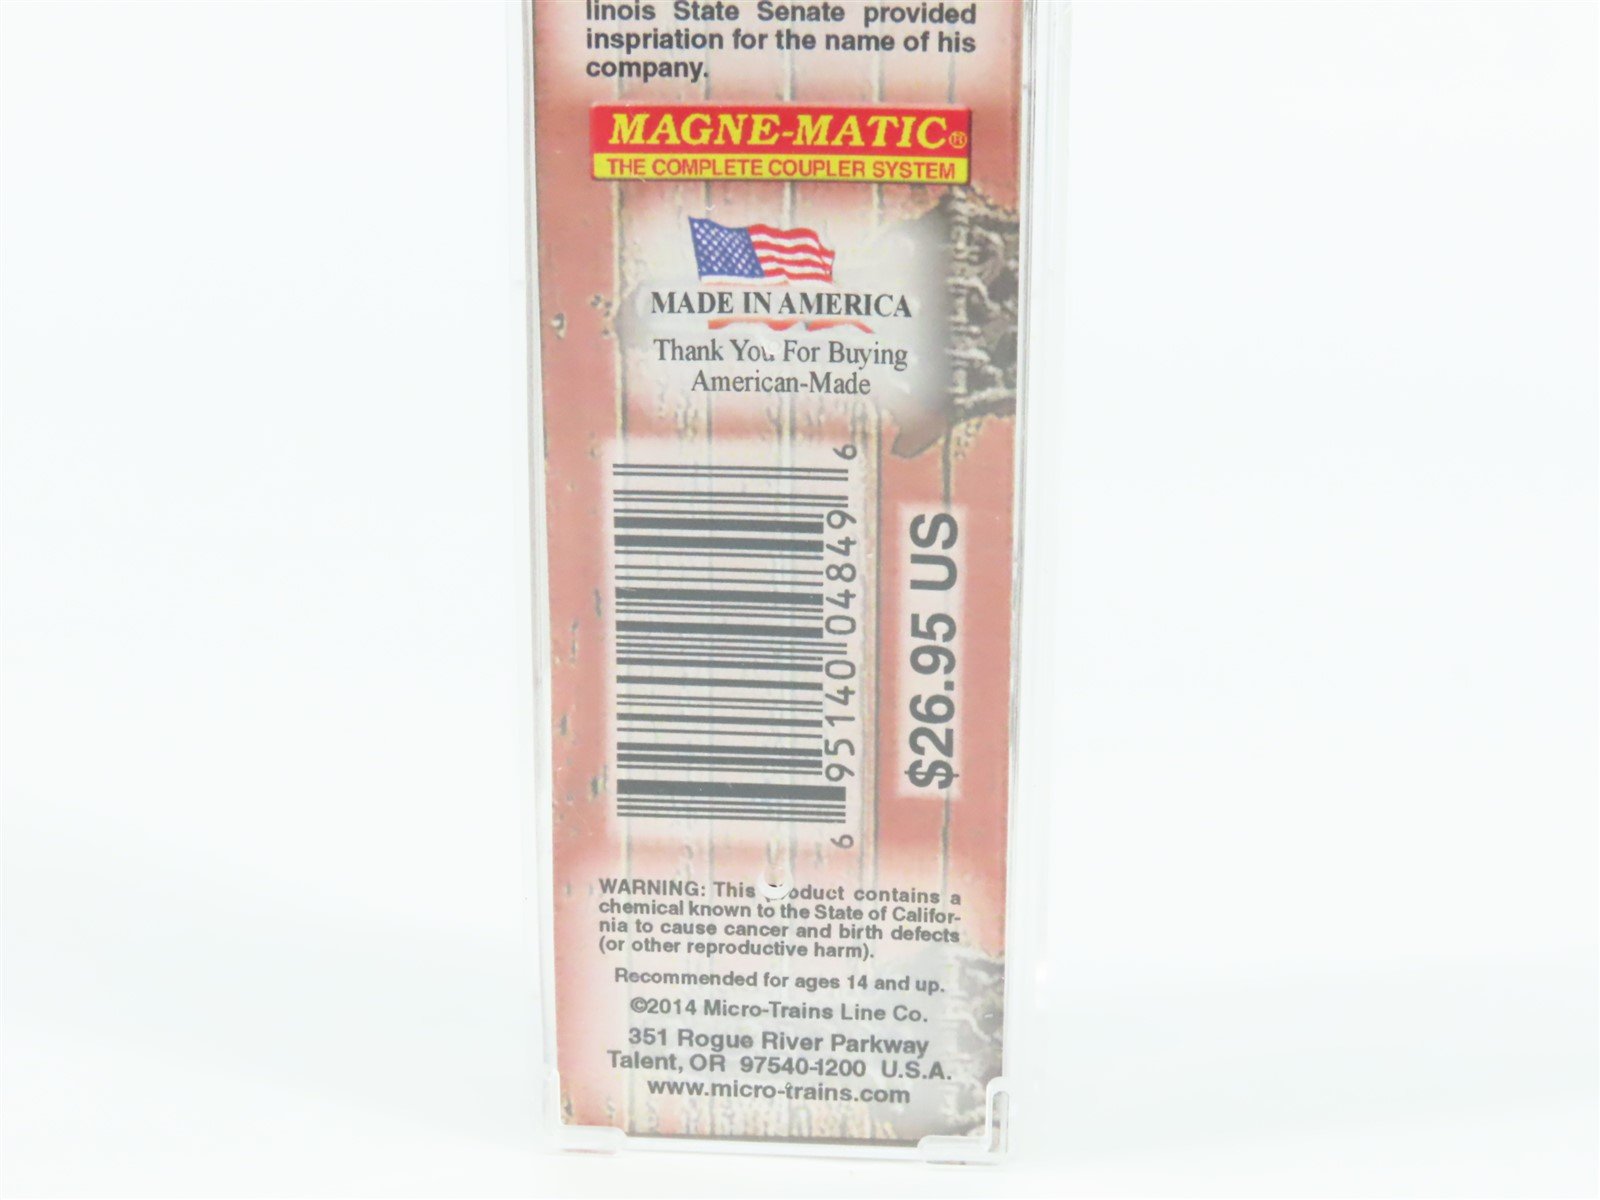 linois State Senate provided
inspriation for the name of his
company.
MAGNE-MATIC®
THE COMPLETE COUPLER SYSTEM
MADE IN AMERICA
Thank You For Buying
American-Made
6 95140 04849 6
$26.95 US
WARNING: This product contains a
chemical known to the State of Califor-
nia to cause cancer and birth defects
(or other reproductive harm).
Recommended for ages 14 and up.
©2014 Micro-Trains Line Co.
351 Rogue River Parkway
Talent, OR 97540-1200 U.S.A.
www.micro-trains.com